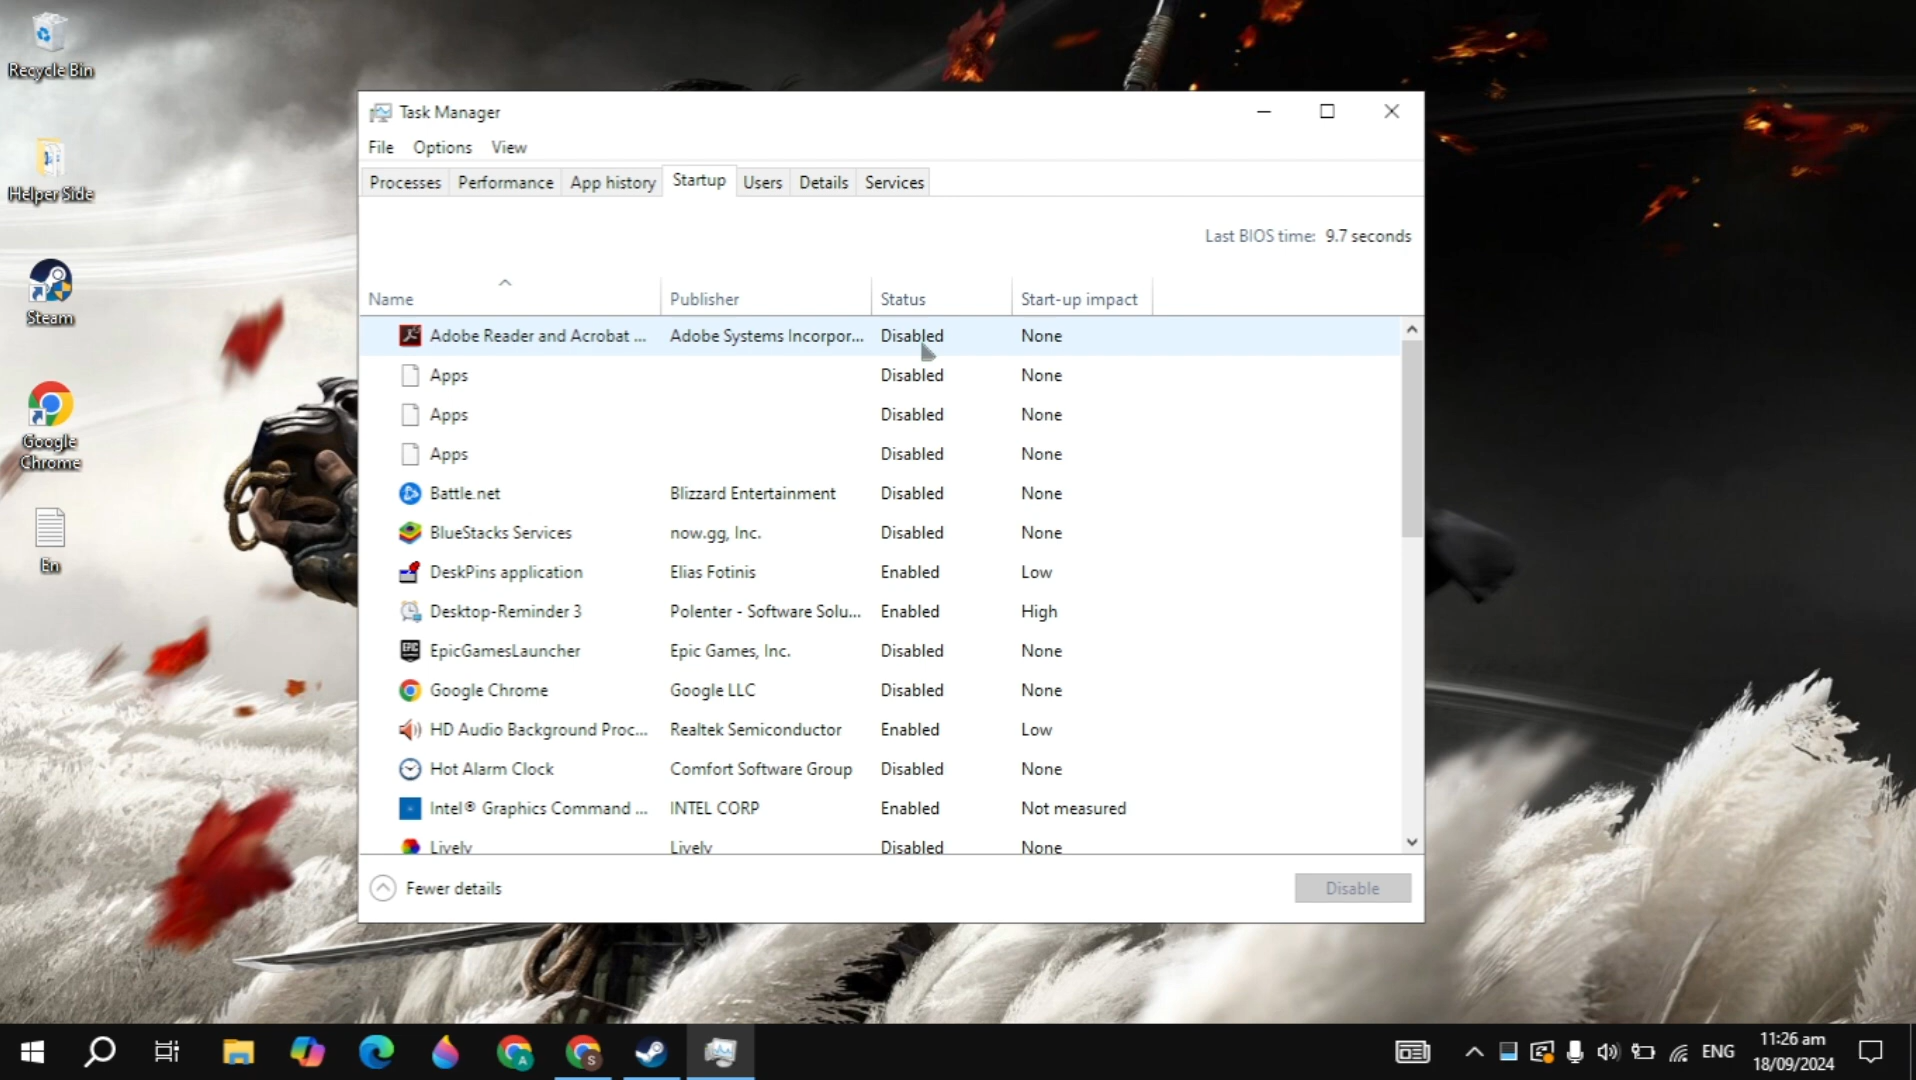 Recycle Bin
Helper Side
Steam
Google
Chrome
En
Task Manager
File Options View
Processes Performance App history Startup Users Details Services
Last BIOS time: 9.7 seconds
Name Publisher Status Start-up impact
Adobe Reader and Acrobat ... Adobe Systems Incorpor... Disabled None
Apps Disabled None
Apps Disabled None
Apps Disabled None
Battle.net Blizzard Entertainment Disabled None
BlueStacks Services now.gg, Inc. Disabled None
DeskPins application Elias Fotinis Enabled Low
Desktop-Reminder 3 Polenter - Software Solu... Enabled High
EpicGamesLauncher Epic Games, Inc. Disabled None
Google Chrome Google LLC Disabled None
HD Audio Background Proc... Realtek Semiconductor Enabled Low
Hot Alarm Clock Comfort Software Group Disabled None
Intel® Graphics Command ... INTEL CORP Enabled Not measured
Lively Lively Disabled None
Fewer details Disable
ENG 11:26 am
18/09/2024